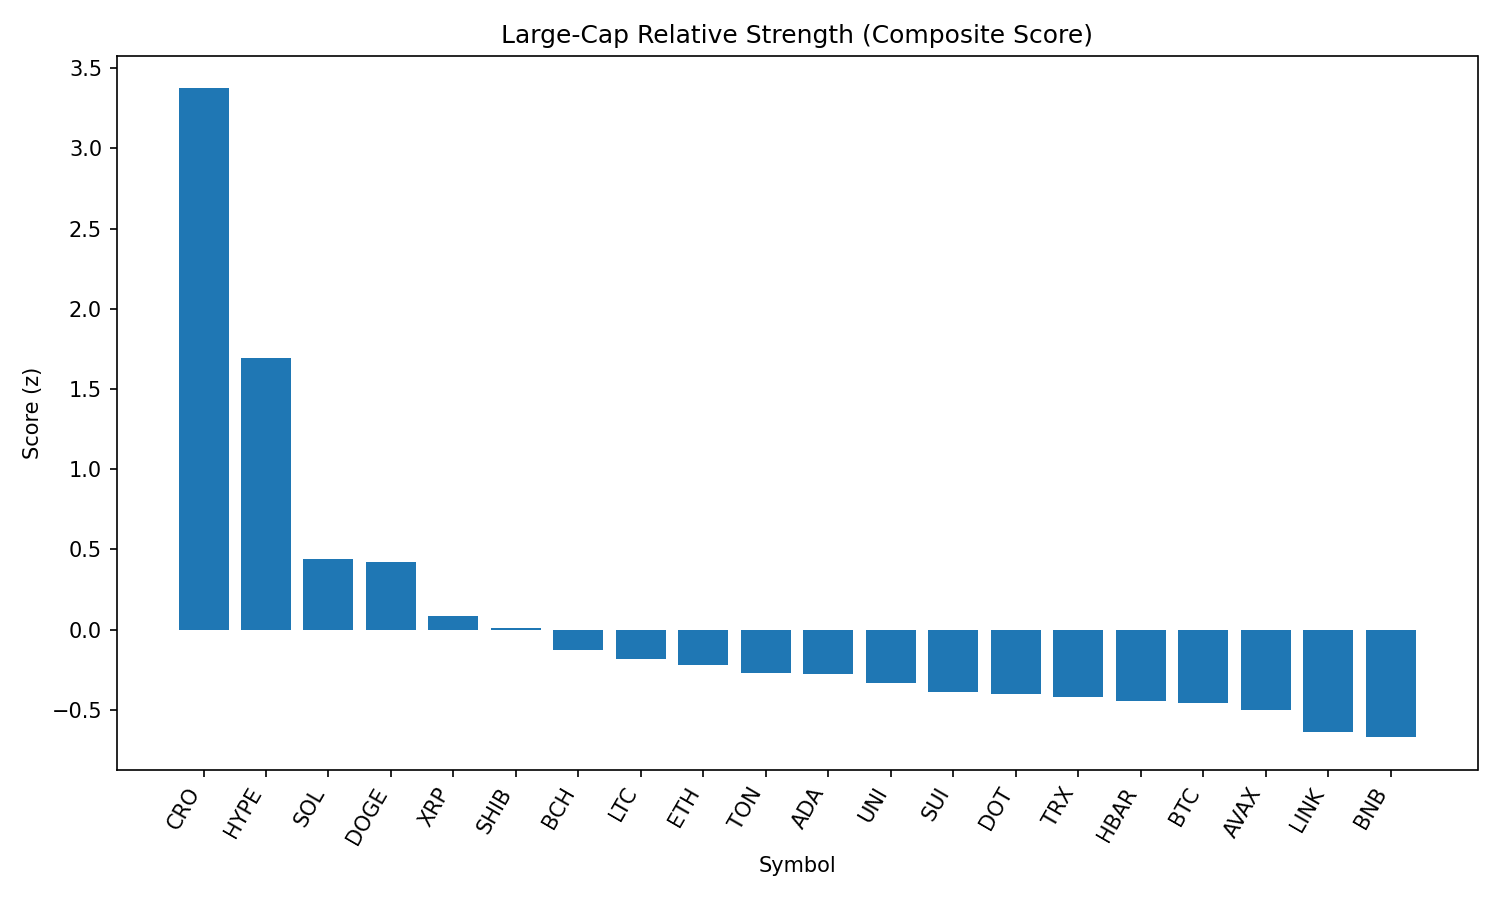 Large-Cap Relative Strength (Composite Score)
3.5
3.0
2.5
2.0
1.5
1.0
0.5
0.0
−0.5
Score (z)
CRO
HYPE
SOL
DOGE
XRP
SHIB
BCH
LTC
ETH
TON
ADA
UNI
SUI
DOT
TRX
HBAR
BTC
AVAX
LINK
BNB
Symbol